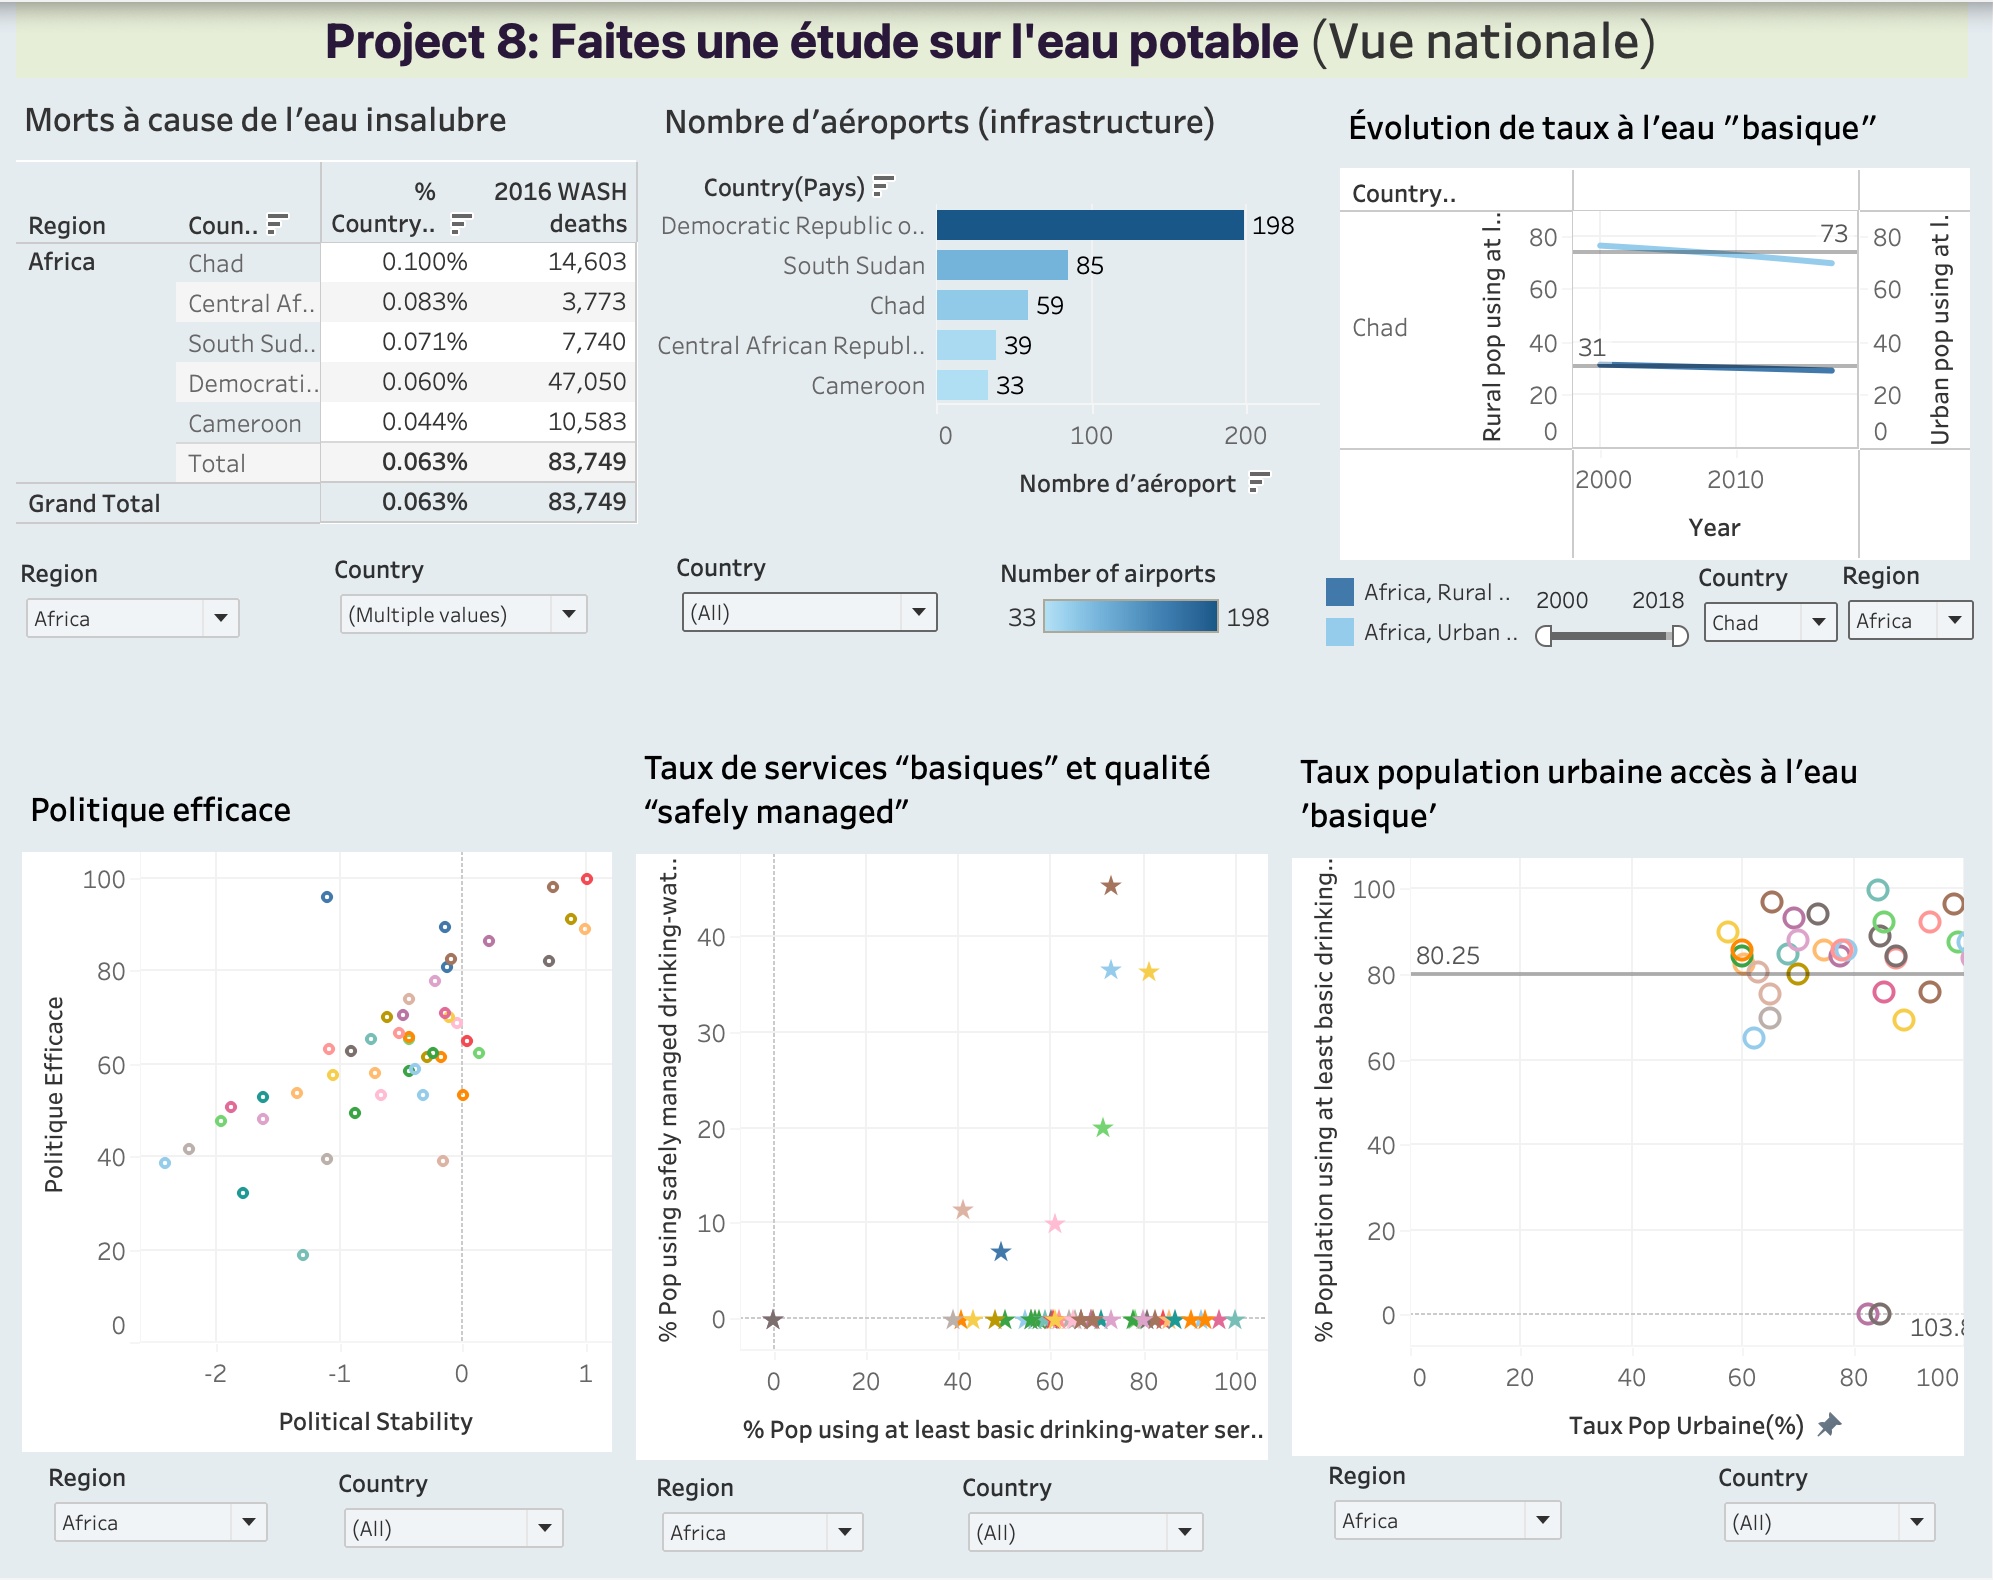 Project 8: Faites une étude sur l'eau potable (Vue nationale)
Morts à cause de l'eau insalubre
Region Coun.. % Country.. 2016 WASH deaths
Africa Chad 0.100% 14,603
Central Af.. 0.083% 3,773
South Sud.. 0.071% 7,740
Democrati.. 0.060% 47,050
Cameroon 0.044% 10,583
Total 0.063% 83,749
Grand Total 0.063% 83,749
Region
Africa
Country
(Multiple values)
Nombre d'aéroports (infrastructure)
Country(Pays)
Democratic Republic o.. 198
South Sudan 85
Chad 59
Central African Republ.. 39
Cameroon 33
0 100 200
Nombre d'aéroport
Country
(All)
Number of airports
33 198
Évolution de taux à l'eau "basique"
Country..
Chad
Rural pop using at l..
80
60
40
20
0
73
31
80
60
40
20
0
Urban pop using at l..
2000 2010
Year
Africa, Rural ..
Africa, Urban ..
2000 2018
Country
Chad
Region
Africa
Politique efficace
Politique Efficace
100
80
60
40
20
0
-2 -1 0 1
Political Stability
Region
Africa
Country
(All)
Taux de services “basiques” et qualité
“safely managed”
% Pop using safely managed drinking-wat..
40
30
20
10
0
0 20 40 60 80 100
% Pop using at least basic drinking-water ser..
Region
Africa
Country
(All)
Taux population urbaine accès à l'eau
'basique'
% Population using at least basic drinking..
100
80
60
40
20
0
80.25
103.8
0 20 40 60 80 100
Taux Pop Urbaine(%)
Region
Africa
Country
(All)